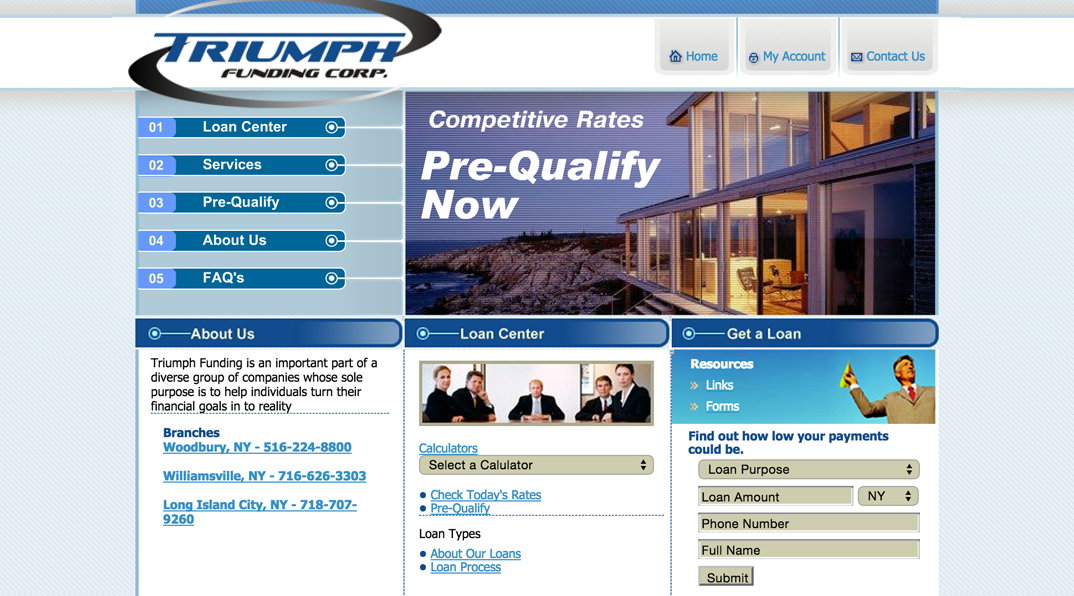 TRIUMPH
FUNDING CORP.
Home
My Account
Contact Us
01 Loan Center
02 Services
03 Pre-Qualify
04 About Us
05 FAQ's
Competitive Rates
Pre-Qualify
Now
About Us
Triumph Funding is an important part of a
diverse group of companies whose sole
purpose is to help individuals turn their
financial goals in to reality
Branches
Woodbury, NY - 516-224-8800
Williamsville, NY - 716-626-3303
Long Island City, NY - 718-707-
9260
Loan Center
Calculators
Select a Calulator
Check Today's Rates
Pre-Qualify
Loan Types
About Our Loans
Loan Process
Get a Loan
Resources
Links
Forms
Find out how low your payments
could be.
Loan Purpose
Loan Amount
NY
Phone Number
Full Name
Submit